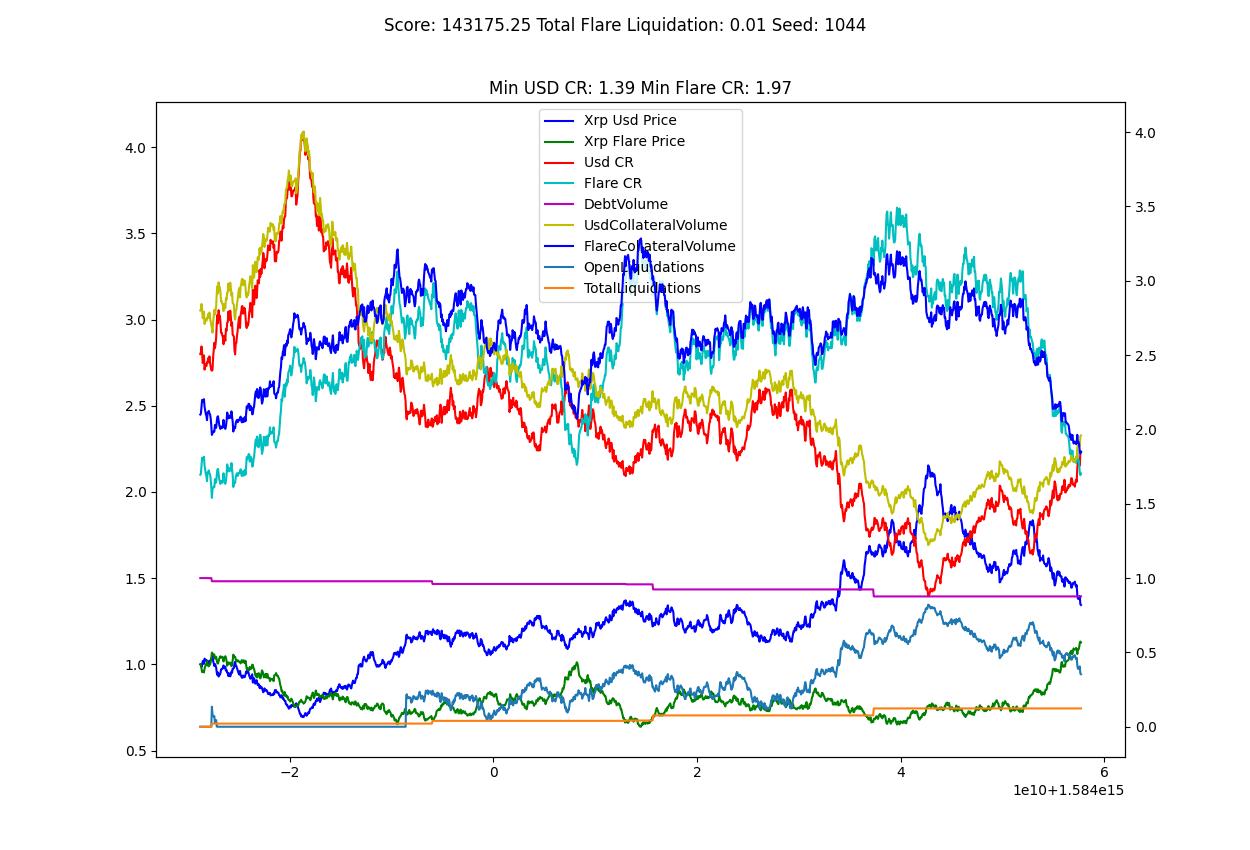 Score: 143175.25 Total Flare Liquidation: 0.01 Seed: 1044
Min USD CR: 1.39 Min Flare CR: 1.97
Xrp Usd Price
Xrp Flare Price
Usd CR
Flare CR
DebtVolume
UsdCollateralVolume
FlareCollateralVolume
OpenLiquidations
TotalLiquidations
4.0
3.5
3.0
2.5
2.0
1.5
1.0
0.5
4.0
3.5
3.0
2.5
2.0
1.5
1.0
0.5
0.0
−2 0 2 4 6
1e10+1.584e15